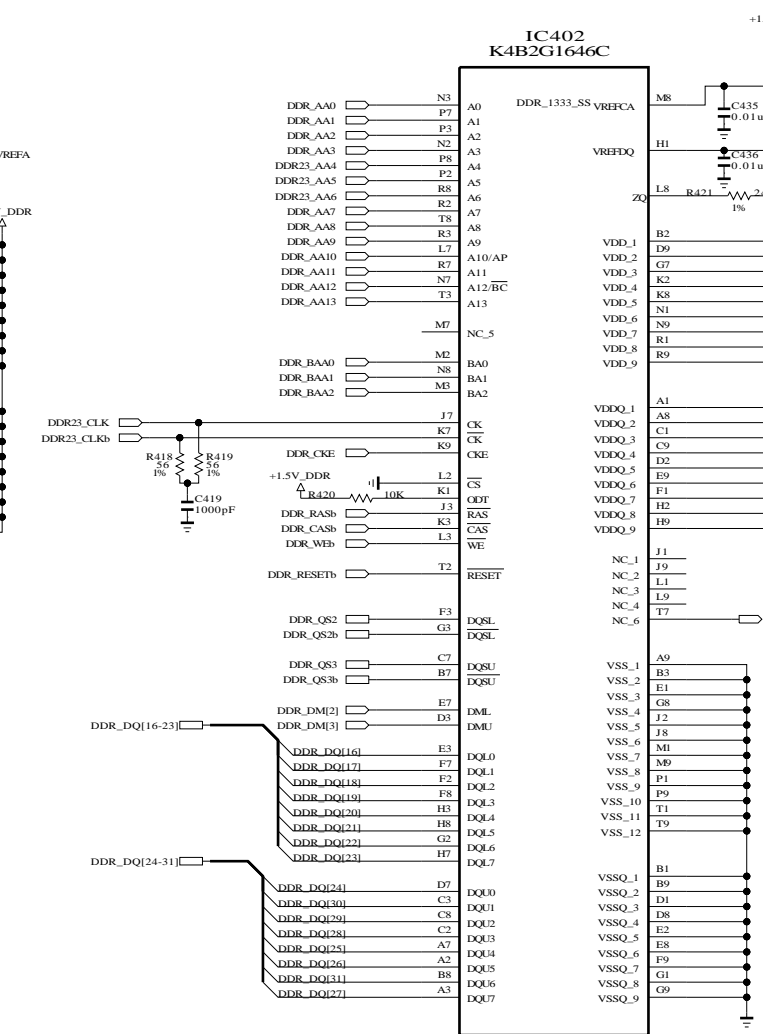 IC402
K4B2G1646C
DDR_1333_SS
DDR_AA0 N3 A0
DDR_AA1 P7 A1
DDR_AA2 P3 A2
DDR_AA3 N2 A3
DDR23_AA4 P8 A4
DDR23_AA5 P2 A5
DDR23_AA6 R8 A6
DDR_AA7 R2 A7
DDR_AA8 T8 A8
DDR_AA9 R3 A9
DDR_AA10 L7 A10/AP
DDR_AA11 R7 A11
DDR_AA12 N7 A12/BC
DDR_AA13 T3 A13
M7 NC_5
DDR_BAA0 M2 BA0
DDR_BAA1 N8 BA1
DDR_BAA2 M3 BA2
DDR23_CLK J7 CK
DDR23_CLKb K7 CK
DDR_CKE K9 CKE
R418 56 1%
R419 56 1%
C419
1000pF
+1.5V_DDR
L2 CS
R420 10K K1 ODT
DDR_RASb J3 RAS
DDR_CASb K3 CAS
DDR_WEb L3 WE
DDR_RESETb T2 RESET
DDR_QS2 F3 DQSL
DDR_QS2b G3 DQSL
DDR_QS3 C7 DQSU
DDR_QS3b B7 DQSU
DDR_DM[2] E7 DML
DDR_DM[3] D3 DMU
DDR_DQ[16-23]
DDR_DQ[16] E3 DQL0
DDR_DQ[17] F7 DQL1
DDR_DQ[18] F2 DQL2
DDR_DQ[19] F8 DQL3
DDR_DQ[20] H3 DQL4
DDR_DQ[21] H8 DQL5
DDR_DQ[22] G2 DQL6
DDR_DQ[23] H7 DQL7
DDR_DQ[24-31]
DDR_DQ[24] D7 DQU0
DDR_DQ[30] C3 DQU1
DDR_DQ[29] C8 DQU2
DDR_DQ[28] C2 DQU3
DDR_DQ[25] A7 DQU4
DDR_DQ[26] A2 DQU5
DDR_DQ[31] B8 DQU6
DDR_DQ[27] A3 DQU7
VREFCA M8
C435
0.01u
VREFDQ H1
C436
0.01u
ZQ L8 R421 1%
VDD_1 B2
VDD_2 D9
VDD_3 G7
VDD_4 K2
VDD_5 K8
VDD_6 N1
VDD_7 N9
VDD_8 R1
VDD_9 R9
VDDQ_1 A1
VDDQ_2 A8
VDDQ_3 C1
VDDQ_4 C9
VDDQ_5 D2
VDDQ_6 E9
VDDQ_7 F1
VDDQ_8 H2
VDDQ_9 H9
NC_1 J1
NC_2 J9
NC_3 L1
NC_4 L9
NC_6 T7
VSS_1 A9
VSS_2 B3
VSS_3 E1
VSS_4 G8
VSS_5 J2
VSS_6 J8
VSS_7 M1
VSS_8 M9
VSS_9 P1
VSS_10 P9
VSS_11 T1
VSS_12 T9
VSSQ_1 B1
VSSQ_2 B9
VSSQ_3 D1
VSSQ_4 D8
VSSQ_5 E2
VSSQ_6 E8
VSSQ_7 F9
VSSQ_8 G1
VSSQ_9 G9